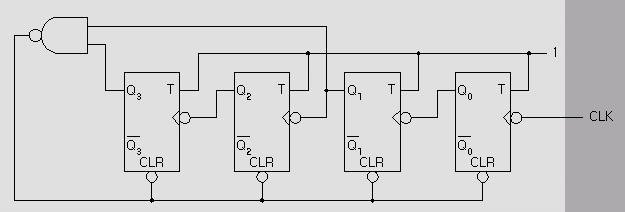 1
Q3 T Q2 T Q1 T Q0 T
CLK
Q̅3 Q̅2 Q̅1 Q̅0
CLR CLR CLR CLR